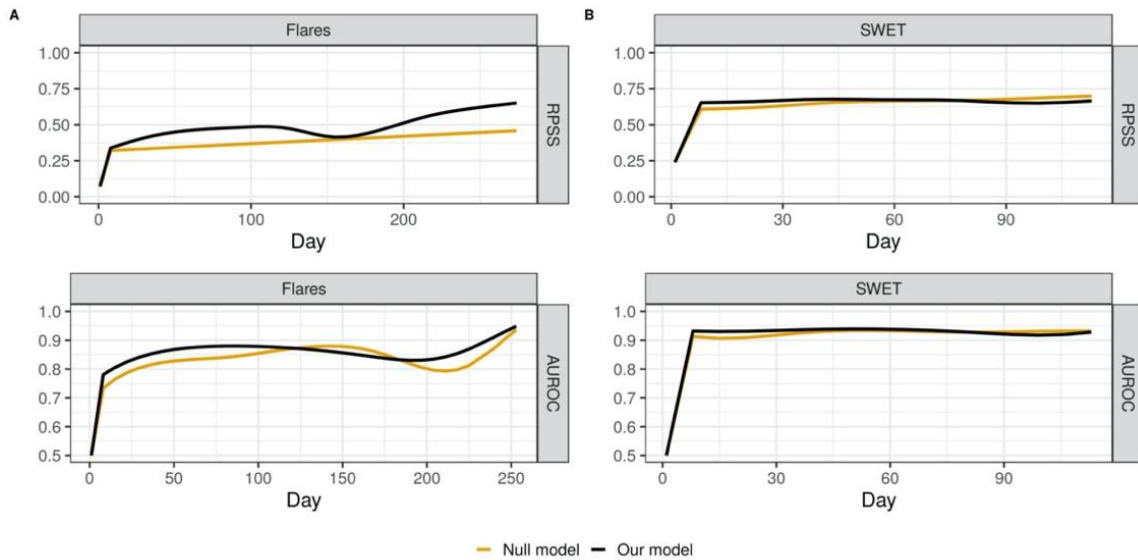 A
Flares
1.00
0.75
0.50
0.25
0.00
RPSS
0 100 200
Day
B
SWET
1.00
0.75
0.50
0.25
0.00
RPSS
0 30 60 90
Day
Flares
1.0
0.9
0.8
0.7
0.6
0.5
AUROC
0 50 100 150 200 250
Day
SWET
1.0
0.9
0.8
0.7
0.6
0.5
AUROC
0 30 60 90
Day
Null model Our model